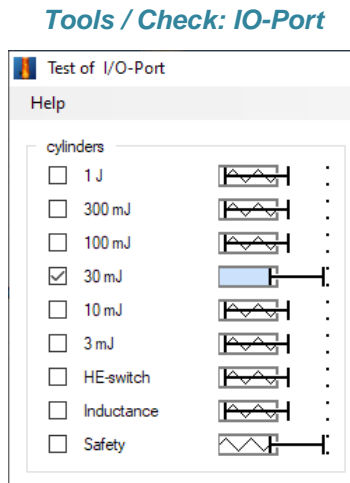 Tools / Check: IO-Port
Test of I/O-Port
Help
cylinders
1 J
300 mJ
100 mJ
30 mJ
10 mJ
3 mJ
HE-switch
Inductance
Safety